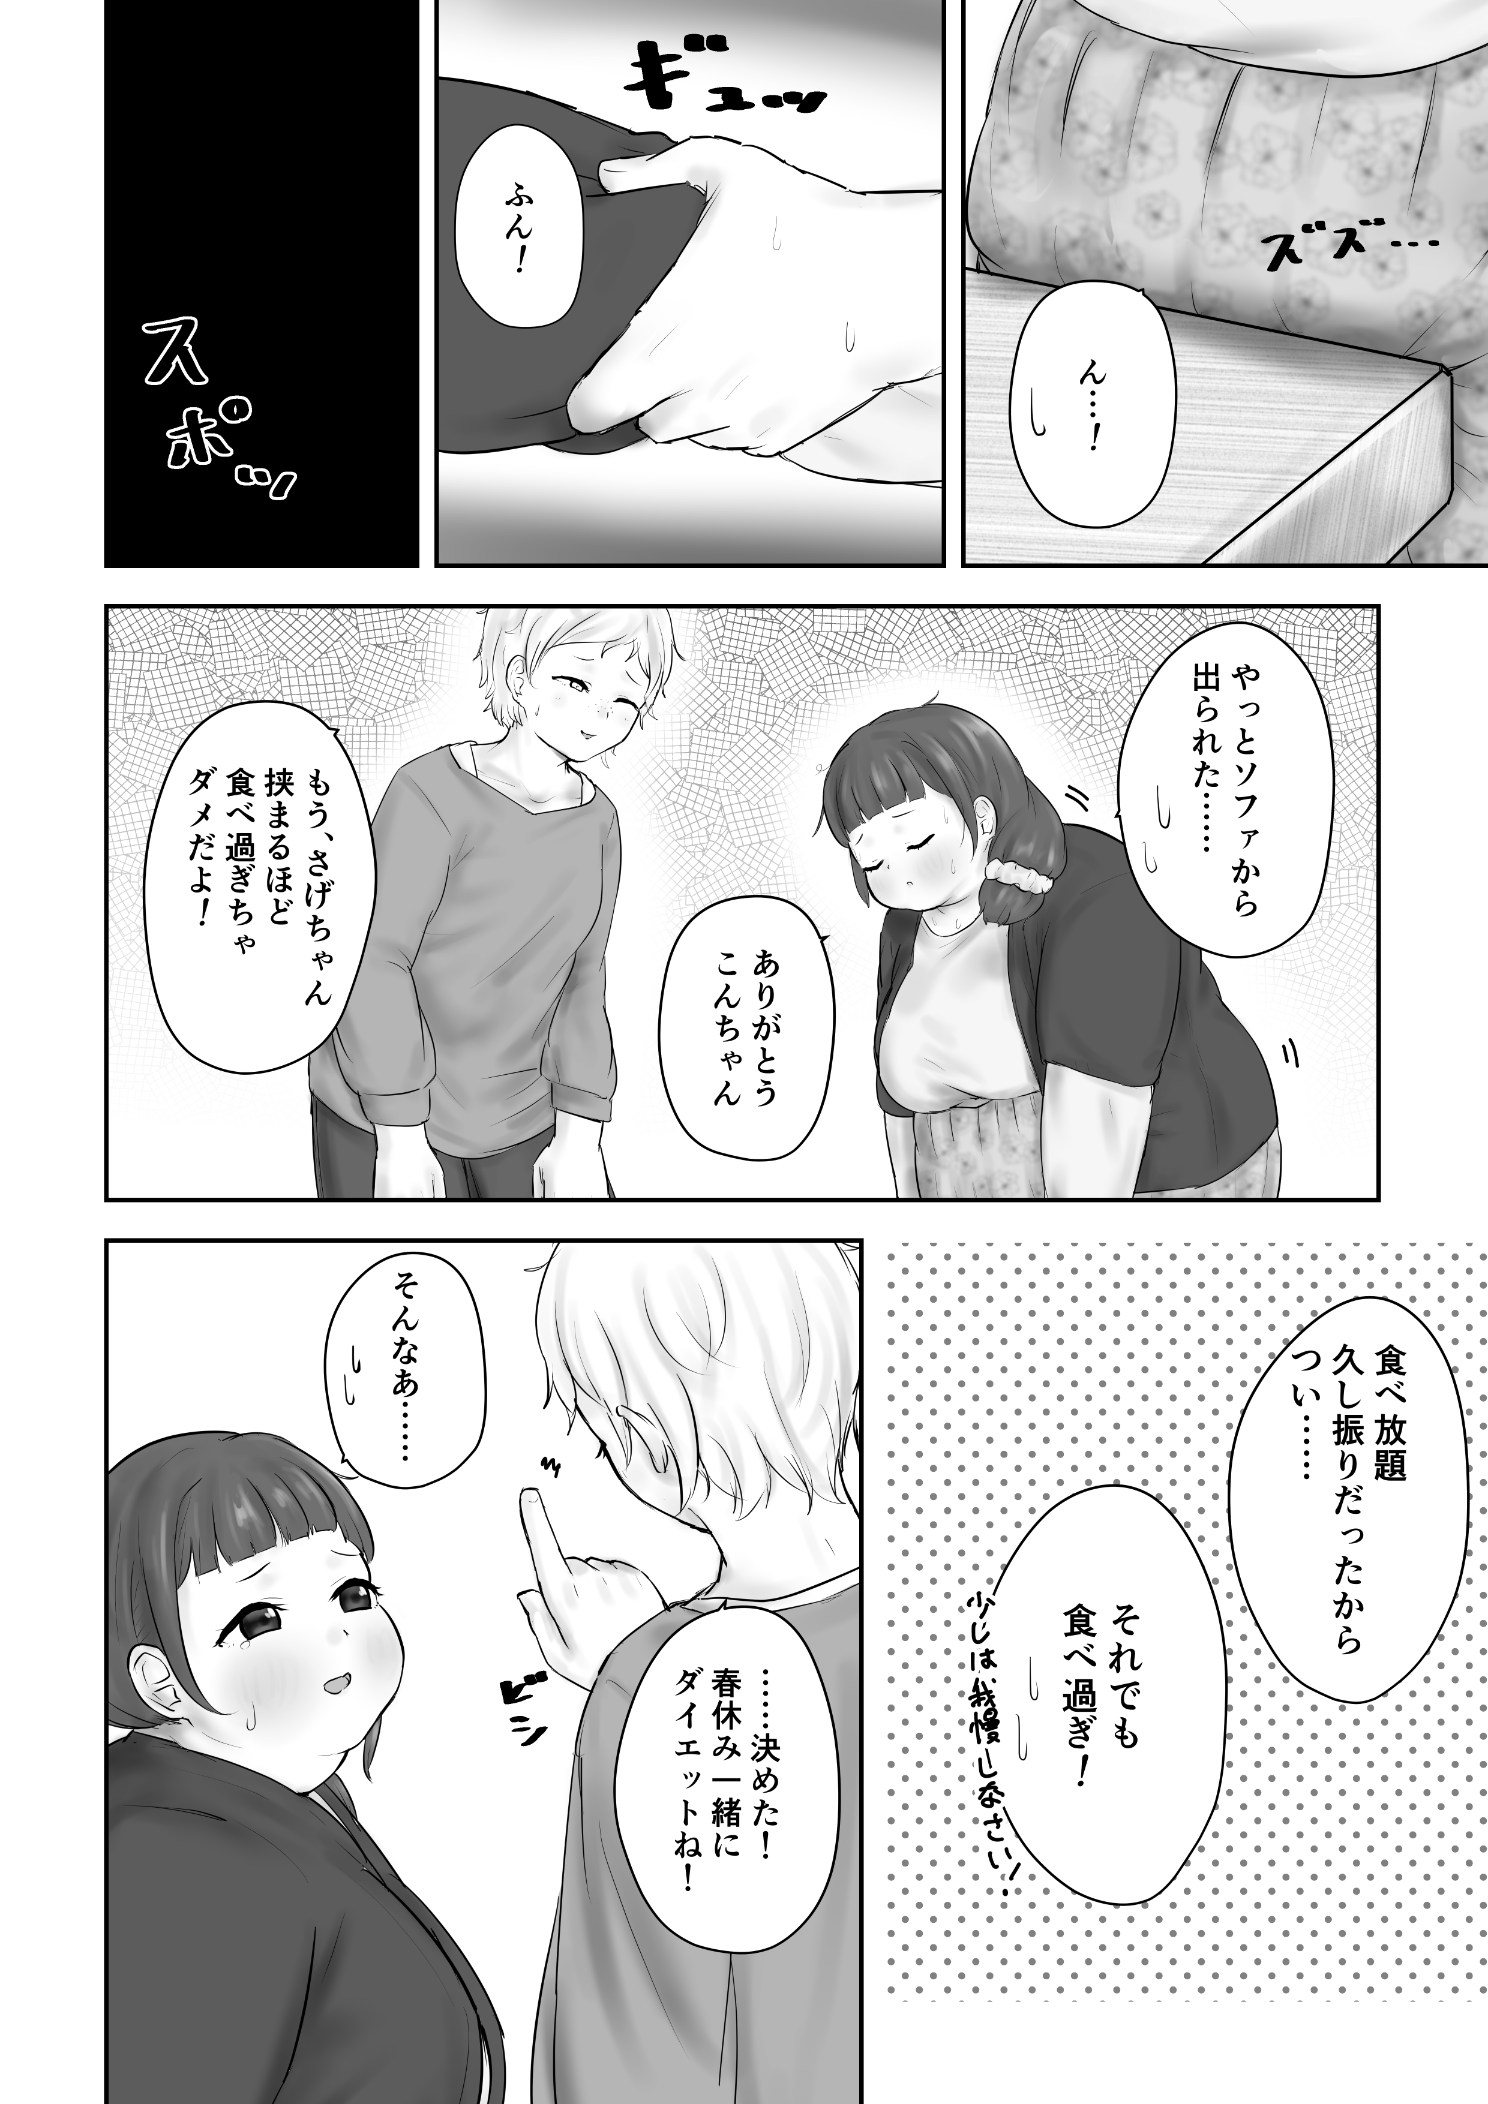 ズズ…
ん…！
ギュッ
ふん！
スポッ
やっとソファから
出られた……
ありがとう
こんちゃん
もう、さげちゃん
挟まるほど
食べ過ぎちゃ
ダメだよ！
食べ放題
久し振りだったから
つい……
それでも
食べ過ぎ！
少しは我慢しなさい！
……決めた！
春休み一緒に
ダイエットね！
ビシ
そんなあ……